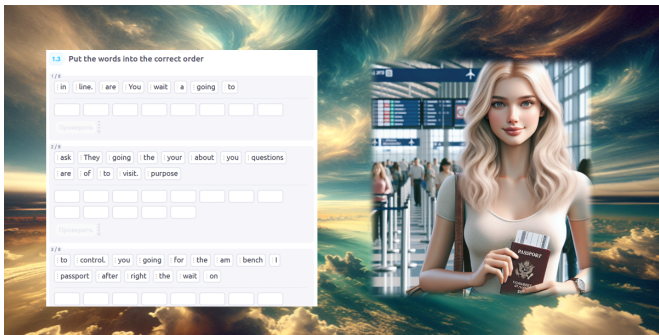 1.3 Put the words into the correct order
1/8
in line. are You wait a going to
2/8
ask They going the your about you questions
are of to visit. purpose
3/8
to control. you going for the am bench I
passport after right the wait on
PASSPORT